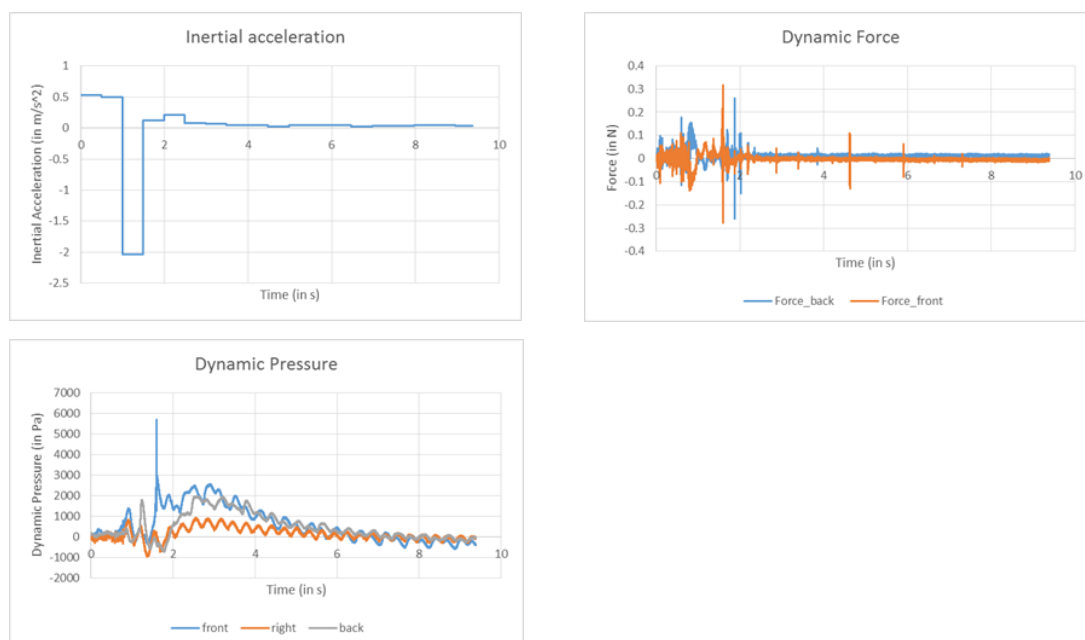 Inertial acceleration
1
0.5
0
-0.5
-1
-1.5
-2
-2.5
0 2 4 6 8 10
Inertial Acceleration (in m/s^2)
Time (in s)
Dynamic Force
0.4
0.3
0.2
0.1
0
-0.1
-0.2
-0.3
-0.4
0 2 4 6 8 10
Force (in N)
Time (in s)
Force_back Force_front
Dynamic Pressure
7000
6000
5000
4000
3000
2000
1000
0
-1000
-2000
0 2 4 6 8 10
Dynamic Pressure (in Pa)
Time (in s)
front right back